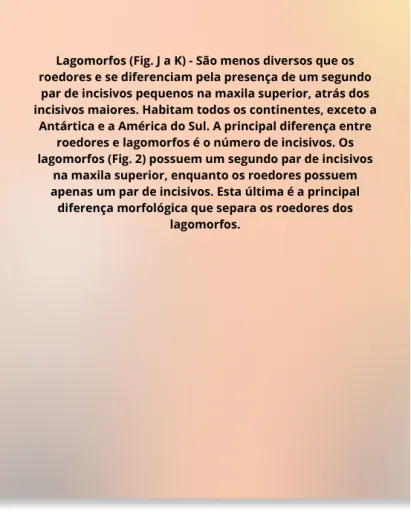 Lagomorfos (Fig. J a K) - São menos diversos que os
roedores e se diferenciam pela presença de um segundo
par de incisivos pequenos na maxila superior, atrás dos
incisivos maiores. Habitam todos os continentes, exceto a
Antártica e a América do Sul. A principal diferença entre
roedores e lagomorfos é o número de incisivos. Os
lagomorfos (Fig. 2) possuem um segundo par de incisivos
na maxila superior, enquanto os roedores possuem
apenas um par de incisivos. Esta última é a principal
diferença morfológica que separa os roedores dos
lagomorfos.